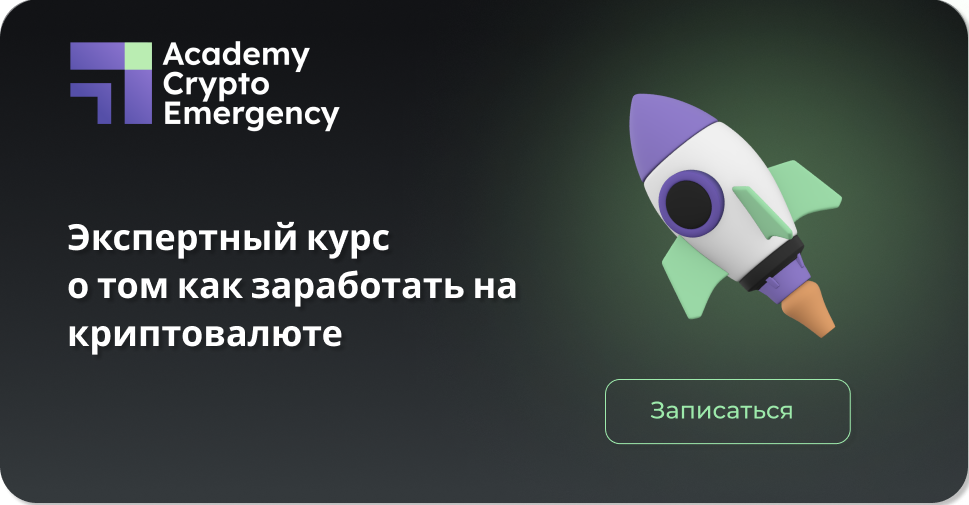 Academy
Crypto
Emergency
Экспертный курс
о том как заработать на
криптовалюте
Записаться